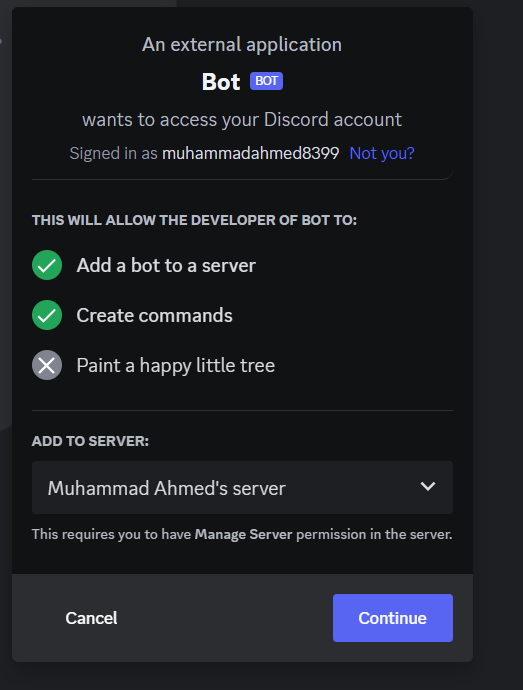 An external application
Bot BOT
wants to access your Discord account
Signed in as muhammadahmed8399 Not you?
THIS WILL ALLOW THE DEVELOPER OF BOT TO:
Add a bot to a server
Create commands
Paint a happy little tree
ADD TO SERVER:
Muhammad Ahmed's server
This requires you to have Manage Server permission in the server.
Cancel
Continue